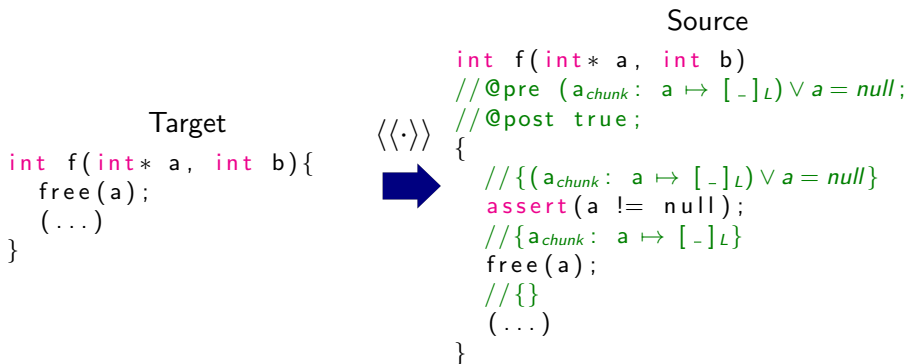 Target
int f(int* a, int b){
free(a);
(...)
}
⟨⟨·⟩⟩
Source
int f(int* a, int b)
//@pre (a_chunk: a ↦ [_]_L) ∨ a = null;
//@post true;
{
//{(a_chunk: a ↦ [_]_L) ∨ a = null}
assert(a != null);
//{a_chunk: a ↦ [_]_L}
free(a);
//{}
(...)
}